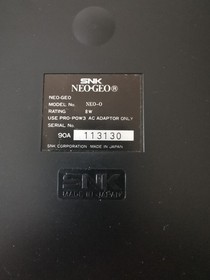 SNK
NEO•GEO®
NEO-GEO
MODEL No. NEO-0
RATING 8W
USE PRO-POW3 AC ADAPTOR ONLY
SERIAL No.
90A 113130
SNK CORPORATION MADE IN JAPAN
SNK
MADE IN JAPAN